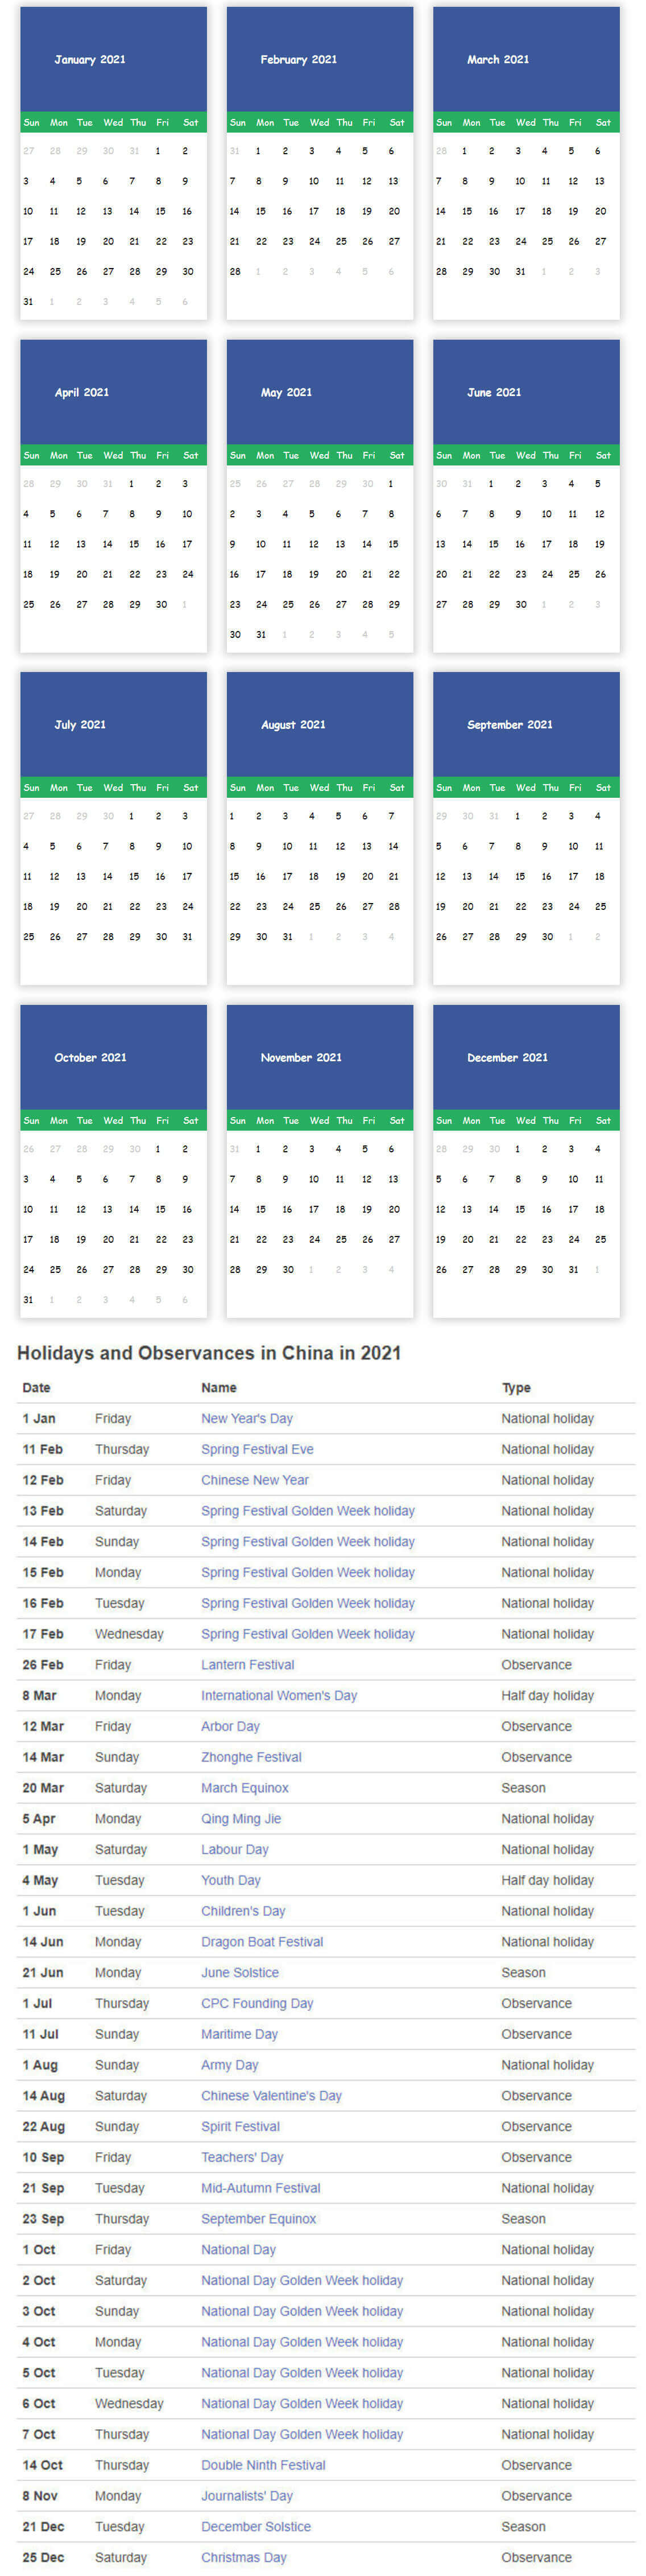 January 2021
Sun Mon Tue Wed Thu Fri Sat
27 28 29 30 31 1 2
3 4 5 6 7 8 9
10 11 12 13 14 15 16
17 18 19 20 21 22 23
24 25 26 27 28 29 30
31 1 2 3 4 5 6
February 2021
Sun Mon Tue Wed Thu Fri Sat
31 1 2 3 4 5 6
7 8 9 10 11 12 13
14 15 16 17 18 19 20
21 22 23 24 25 26 27
28 1 2 3 4 5 6
March 2021
Sun Mon Tue Wed Thu Fri Sat
28 1 2 3 4 5 6
7 8 9 10 11 12 13
14 15 16 17 18 19 20
21 22 23 24 25 26 27
28 29 30 31 1 2 3
April 2021
Sun Mon Tue Wed Thu Fri Sat
28 29 30 31 1 2 3
4 5 6 7 8 9 10
11 12 13 14 15 16 17
18 19 20 21 22 23 24
25 26 27 28 29 30 1
May 2021
Sun Mon Tue Wed Thu Fri Sat
25 26 27 28 29 30 1
2 3 4 5 6 7 8
9 10 11 12 13 14 15
16 17 18 19 20 21 22
23 24 25 26 27 28 29
30 31 1 2 3 4 5
June 2021
Sun Mon Tue Wed Thu Fri Sat
30 31 1 2 3 4 5
6 7 8 9 10 11 12
13 14 15 16 17 18 19
20 21 22 23 24 25 26
27 28 29 30 1 2 3
July 2021
Sun Mon Tue Wed Thu Fri Sat
27 28 29 30 1 2 3
4 5 6 7 8 9 10
11 12 13 14 15 16 17
18 19 20 21 22 23 24
25 26 27 28 29 30 31
August 2021
Sun Mon Tue Wed Thu Fri Sat
1 2 3 4 5 6 7
8 9 10 11 12 13 14
15 16 17 18 19 20 21
22 23 24 25 26 27 28
29 30 31 1 2 3 4
September 2021
Sun Mon Tue Wed Thu Fri Sat
29 30 31 1 2 3 4
5 6 7 8 9 10 11
12 13 14 15 16 17 18
19 20 21 22 23 24 25
26 27 28 29 30 1 2
October 2021
Sun Mon Tue Wed Thu Fri Sat
26 27 28 29 30 1 2
3 4 5 6 7 8 9
10 11 12 13 14 15 16
17 18 19 20 21 22 23
24 25 26 27 28 29 30
31 1 2 3 4 5 6
November 2021
Sun Mon Tue Wed Thu Fri Sat
31 1 2 3 4 5 6
7 8 9 10 11 12 13
14 15 16 17 18 19 20
21 22 23 24 25 26 27
28 29 30 1 2 3 4
December 2021
Sun Mon Tue Wed Thu Fri Sat
28 29 30 1 2 3 4
5 6 7 8 9 10 11
12 13 14 15 16 17 18
19 20 21 22 23 24 25
26 27 28 29 30 31 1
Holidays and Observances in China in 2021
Date Name Type
1 Jan Friday New Year's Day National holiday
11 Feb Thursday Spring Festival Eve National holiday
12 Feb Friday Chinese New Year National holiday
13 Feb Saturday Spring Festival Golden Week holiday National holiday
14 Feb Sunday Spring Festival Golden Week holiday National holiday
15 Feb Monday Spring Festival Golden Week holiday National holiday
16 Feb Tuesday Spring Festival Golden Week holiday National holiday
17 Feb Wednesday Spring Festival Golden Week holiday National holiday
26 Feb Friday Lantern Festival Observance
8 Mar Monday International Women's Day Half day holiday
12 Mar Friday Arbor Day Observance
14 Mar Sunday Zhonghe Festival Observance
20 Mar Saturday March Equinox Season
5 Apr Monday Qing Ming Jie National holiday
1 May Saturday Labour Day National holiday
4 May Tuesday Youth Day Half day holiday
1 Jun Tuesday Children's Day National holiday
14 Jun Monday Dragon Boat Festival National holiday
21 Jun Monday June Solstice Season
1 Jul Thursday CPC Founding Day Observance
11 Jul Sunday Maritime Day Observance
1 Aug Sunday Army Day National holiday
14 Aug Saturday Chinese Valentine's Day Observance
22 Aug Sunday Spirit Festival Observance
10 Sep Friday Teachers' Day Observance
21 Sep Tuesday Mid-Autumn Festival National holiday
23 Sep Thursday September Equinox Season
1 Oct Friday National Day National holiday
2 Oct Saturday National Day Golden Week holiday National holiday
3 Oct Sunday National Day Golden Week holiday National holiday
4 Oct Monday National Day Golden Week holiday National holiday
5 Oct Tuesday National Day Golden Week holiday National holiday
6 Oct Wednesday National Day Golden Week holiday National holiday
7 Oct Thursday National Day Golden Week holiday National holiday
14 Oct Thursday Double Ninth Festival Observance
8 Nov Monday Journalists' Day Observance
21 Dec Tuesday December Solstice Season
25 Dec Saturday Christmas Day Observance